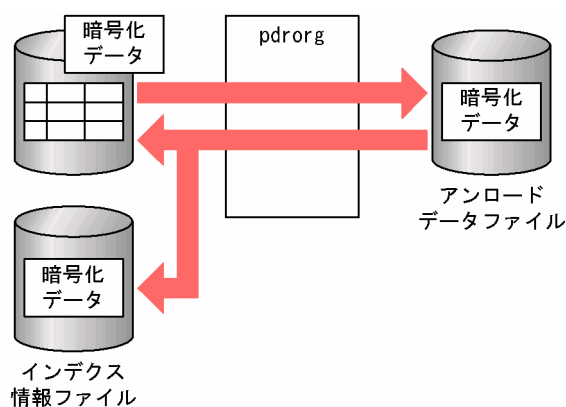 暗号化
データ
pdrorg
暗号化
データ
アンロード
データファイル
暗号化
データ
インデクス
情報ファイル